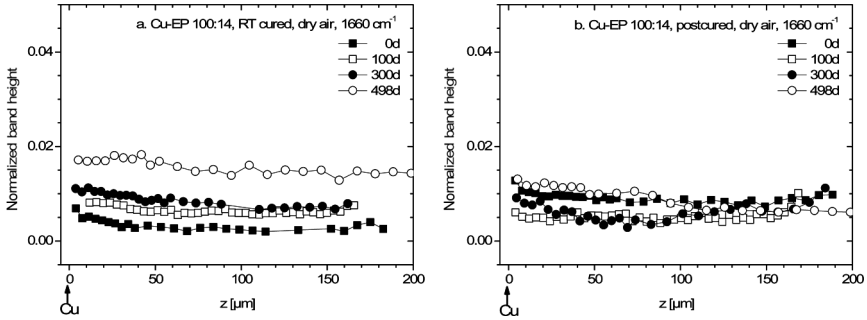 a. Cu-EP 100:14, RT cured, dry air, 1660 cm⁻¹
0d
100d
300d
498d
0.04
0.02
0.00
Normalized band height
0
50
100
150
200
z [µm]
Cu
b. Cu-EP 100:14, postcured, dry air, 1660 cm⁻¹
0d
100d
300d
498d
0.04
0.02
0.00
Normalized band height
0
50
100
150
200
z [µm]
Cu